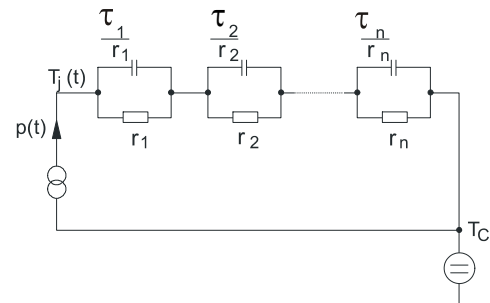 τ1/r1 τ2/r2 τn/rn
Tj(t)
r1 r2 rn
p(t)
TC